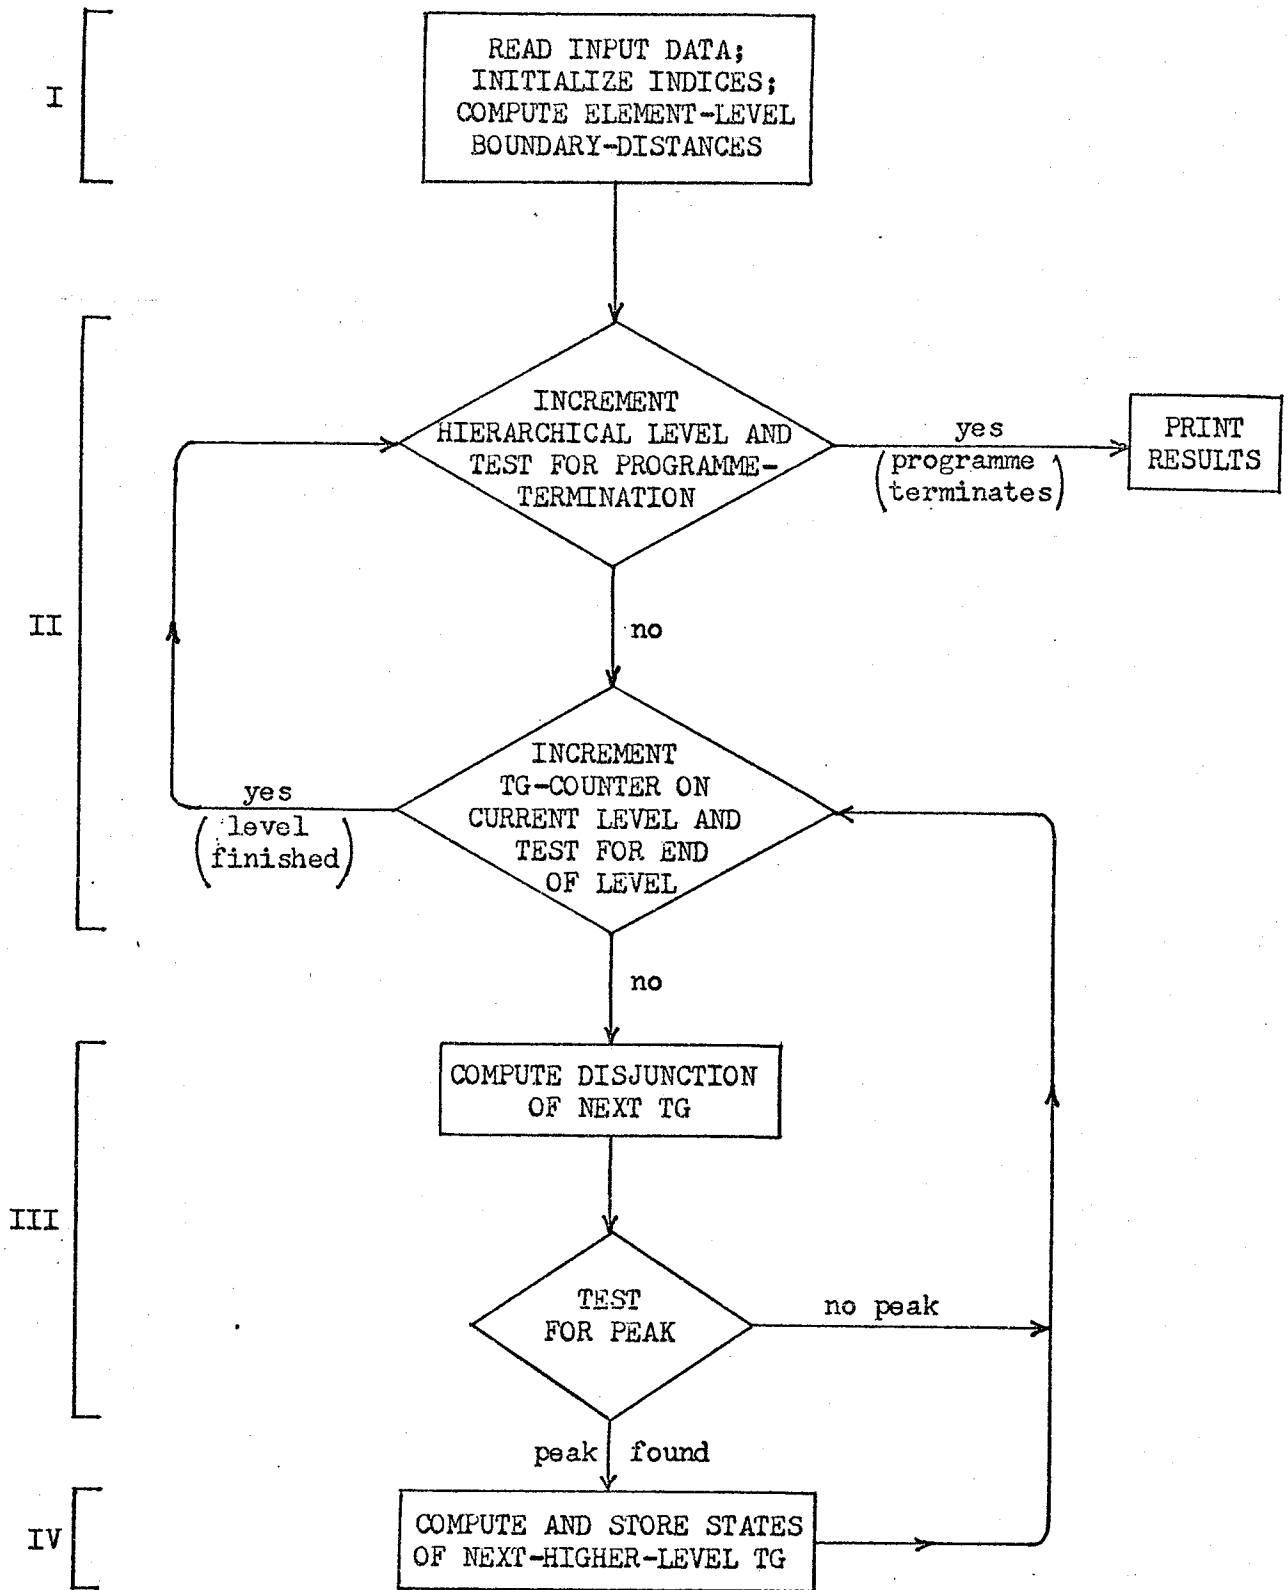 I
READ INPUT DATA;
INITIALIZE INDICES;
COMPUTE ELEMENT-LEVEL
BOUNDARY-DISTANCES
II
INCREMENT
HIERARCHICAL LEVEL AND
TEST FOR PROGRAMME-
TERMINATION
yes
(programme
terminates)
PRINT
RESULTS
no
INCREMENT
TG-COUNTER ON
CURRENT LEVEL AND
TEST FOR END
OF LEVEL
yes
(level
finished)
no
III
COMPUTE DISJUNCTION
OF NEXT TG
TEST
FOR PEAK
no peak
peak found
IV
COMPUTE AND STORE STATES
OF NEXT-HIGHER-LEVEL TG